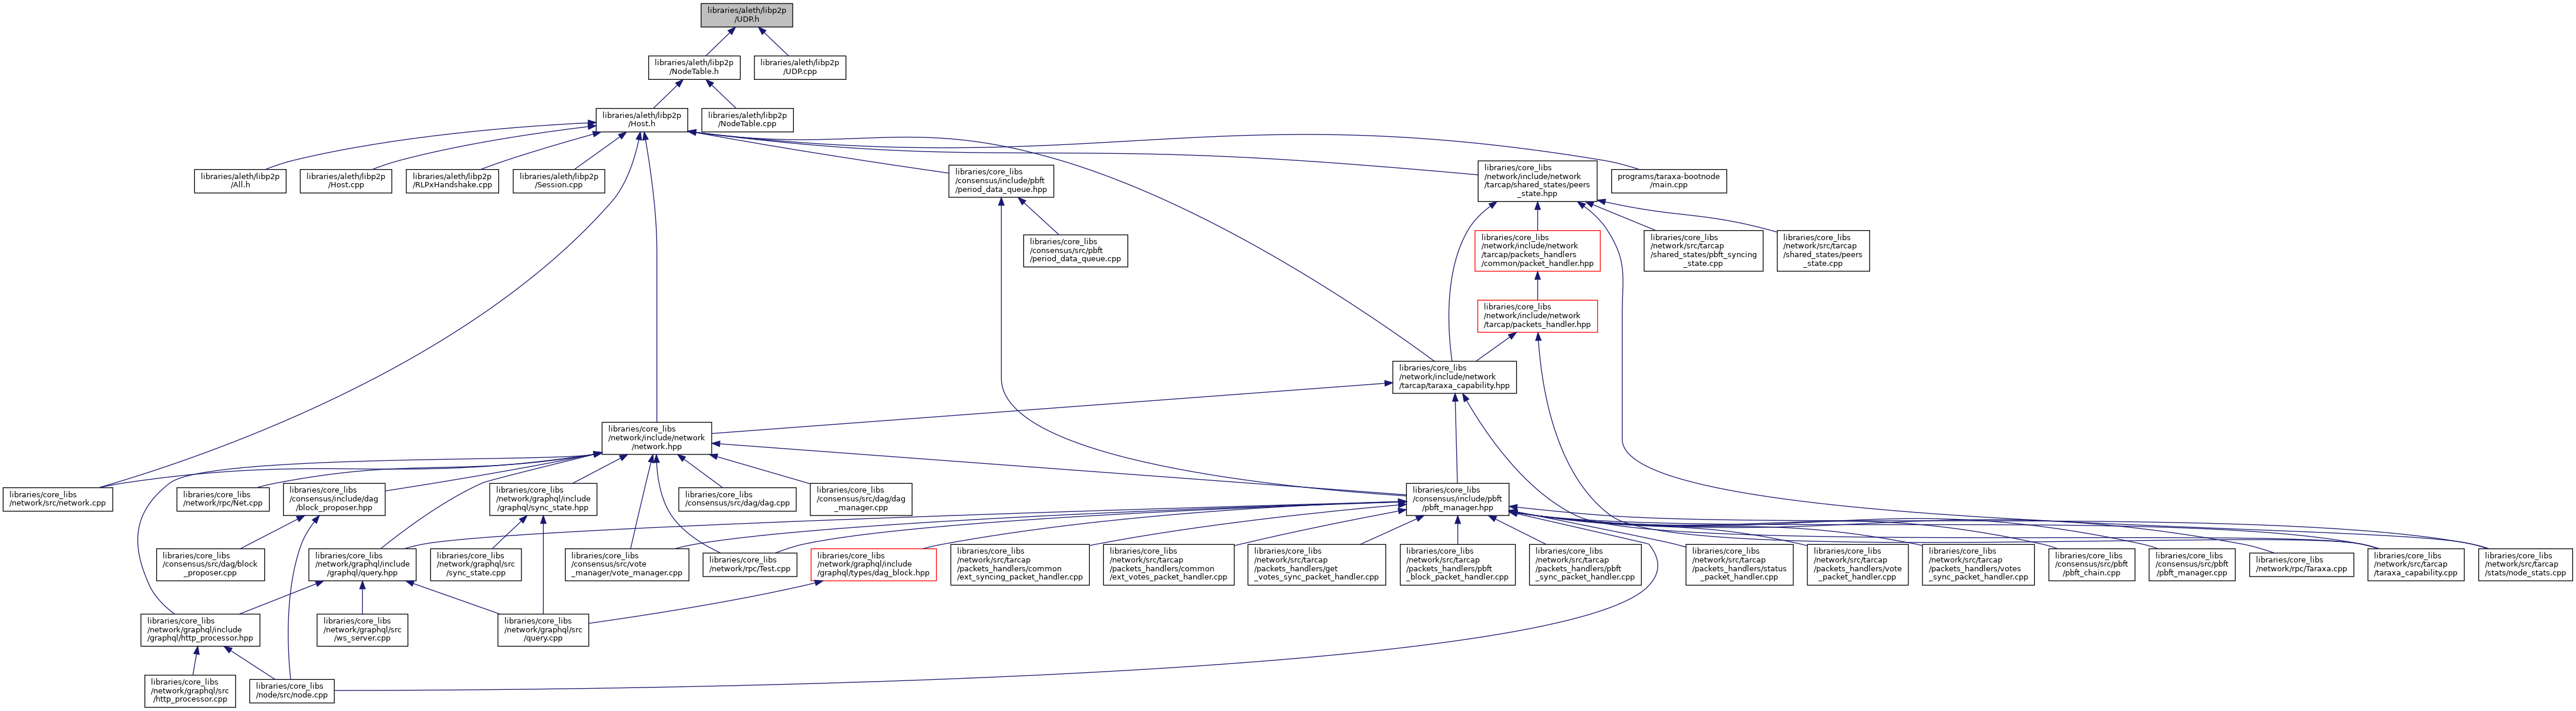 libraries/aleth/libp2p
/UDP.h
libraries/aleth/libp2p
/NodeTable.h
libraries/aleth/libp2p
/UDP.cpp
libraries/aleth/libp2p
/Host.h
libraries/aleth/libp2p
/NodeTable.cpp
libraries/aleth/libp2p
/All.h
libraries/aleth/libp2p
/Host.cpp
libraries/aleth/libp2p
/RLPxHandshake.cpp
libraries/aleth/libp2p
/Session.cpp
libraries/core_libs
/consensus/include/pbft
/period_data_queue.hpp
libraries/core_libs
/network/include/network
/tarcap/shared_states/peers
_state.hpp
programs/taraxa-bootnode
/main.cpp
libraries/core_libs
/consensus/src/pbft
/period_data_queue.cpp
libraries/core_libs
/network/include/network
/tarcap/packets_handlers
/common/packet_handler.hpp
libraries/core_libs
/network/src/tarcap
/shared_states/pbft_syncing
_state.cpp
libraries/core_libs
/network/src/tarcap
/shared_states/peers
_state.cpp
libraries/core_libs
/network/include/network
/tarcap/packets_handler.hpp
libraries/core_libs
/network/include/network
/tarcap/taraxa_capability.hpp
libraries/core_libs
/network/include/network
/network.hpp
libraries/core_libs
/network/src/network.cpp
libraries/core_libs
/network/rpc/Net.cpp
libraries/core_libs
/consensus/include/dag
/block_proposer.hpp
libraries/core_libs
/network/graphql/include
/graphql/sync_state.hpp
libraries/core_libs
/consensus/src/dag/dag.cpp
libraries/core_libs
/consensus/src/dag/dag
_manager.cpp
libraries/core_libs
/consensus/include/pbft
/pbft_manager.hpp
libraries/core_libs
/consensus/src/dag/block
_proposer.cpp
libraries/core_libs
/network/graphql/include
/graphql/query.hpp
libraries/core_libs
/network/graphql/src
/sync_state.cpp
libraries/core_libs
/consensus/src/vote
_manager/vote_manager.cpp
libraries/core_libs
/network/rpc/Test.cpp
libraries/core_libs
/network/graphql/include
/graphql/types/dag_block.hpp
libraries/core_libs
/network/src/tarcap
/packets_handlers/common
/ext_syncing_packet_handler.cpp
libraries/core_libs
/network/src/tarcap
/packets_handlers/common
/ext_votes_packet_handler.cpp
libraries/core_libs
/network/src/tarcap
/packets_handlers/get
_votes_sync_packet_handler.cpp
libraries/core_libs
/network/src/tarcap
/packets_handlers/pbft
_block_packet_handler.cpp
libraries/core_libs
/network/src/tarcap
/packets_handlers/pbft
_sync_packet_handler.cpp
libraries/core_libs
/network/src/tarcap
/packets_handlers/status
_packet_handler.cpp
libraries/core_libs
/network/src/tarcap
/packets_handlers/vote
_packet_handler.cpp
libraries/core_libs
/network/src/tarcap
/packets_handlers/votes
_sync_packet_handler.cpp
libraries/core_libs
/consensus/src/pbft
/pbft_chain.cpp
libraries/core_libs
/consensus/src/pbft
/pbft_manager.cpp
libraries/core_libs
/network/rpc/Taraxa.cpp
libraries/core_libs
/network/src/tarcap
/taraxa_capability.cpp
libraries/core_libs
/network/src/tarcap
/stats/node_stats.cpp
libraries/core_libs
/network/graphql/include
/graphql/http_processor.hpp
libraries/core_libs
/network/graphql/src
/ws_server.cpp
libraries/core_libs
/network/graphql/src
/query.cpp
libraries/core_libs
/network/graphql/src
/http_processor.cpp
libraries/core_libs
/node/src/node.cpp